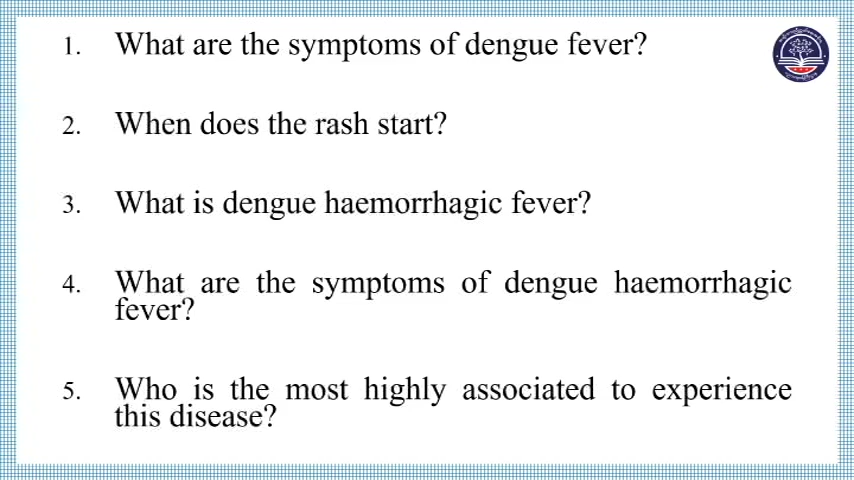 1. What are the symptoms of dengue fever?
2. When does the rash start?
3. What is dengue haemorrhagic fever?
4. What are the symptoms of dengue haemorrhagic
fever?
5. Who is the most highly associated to experience
this disease?